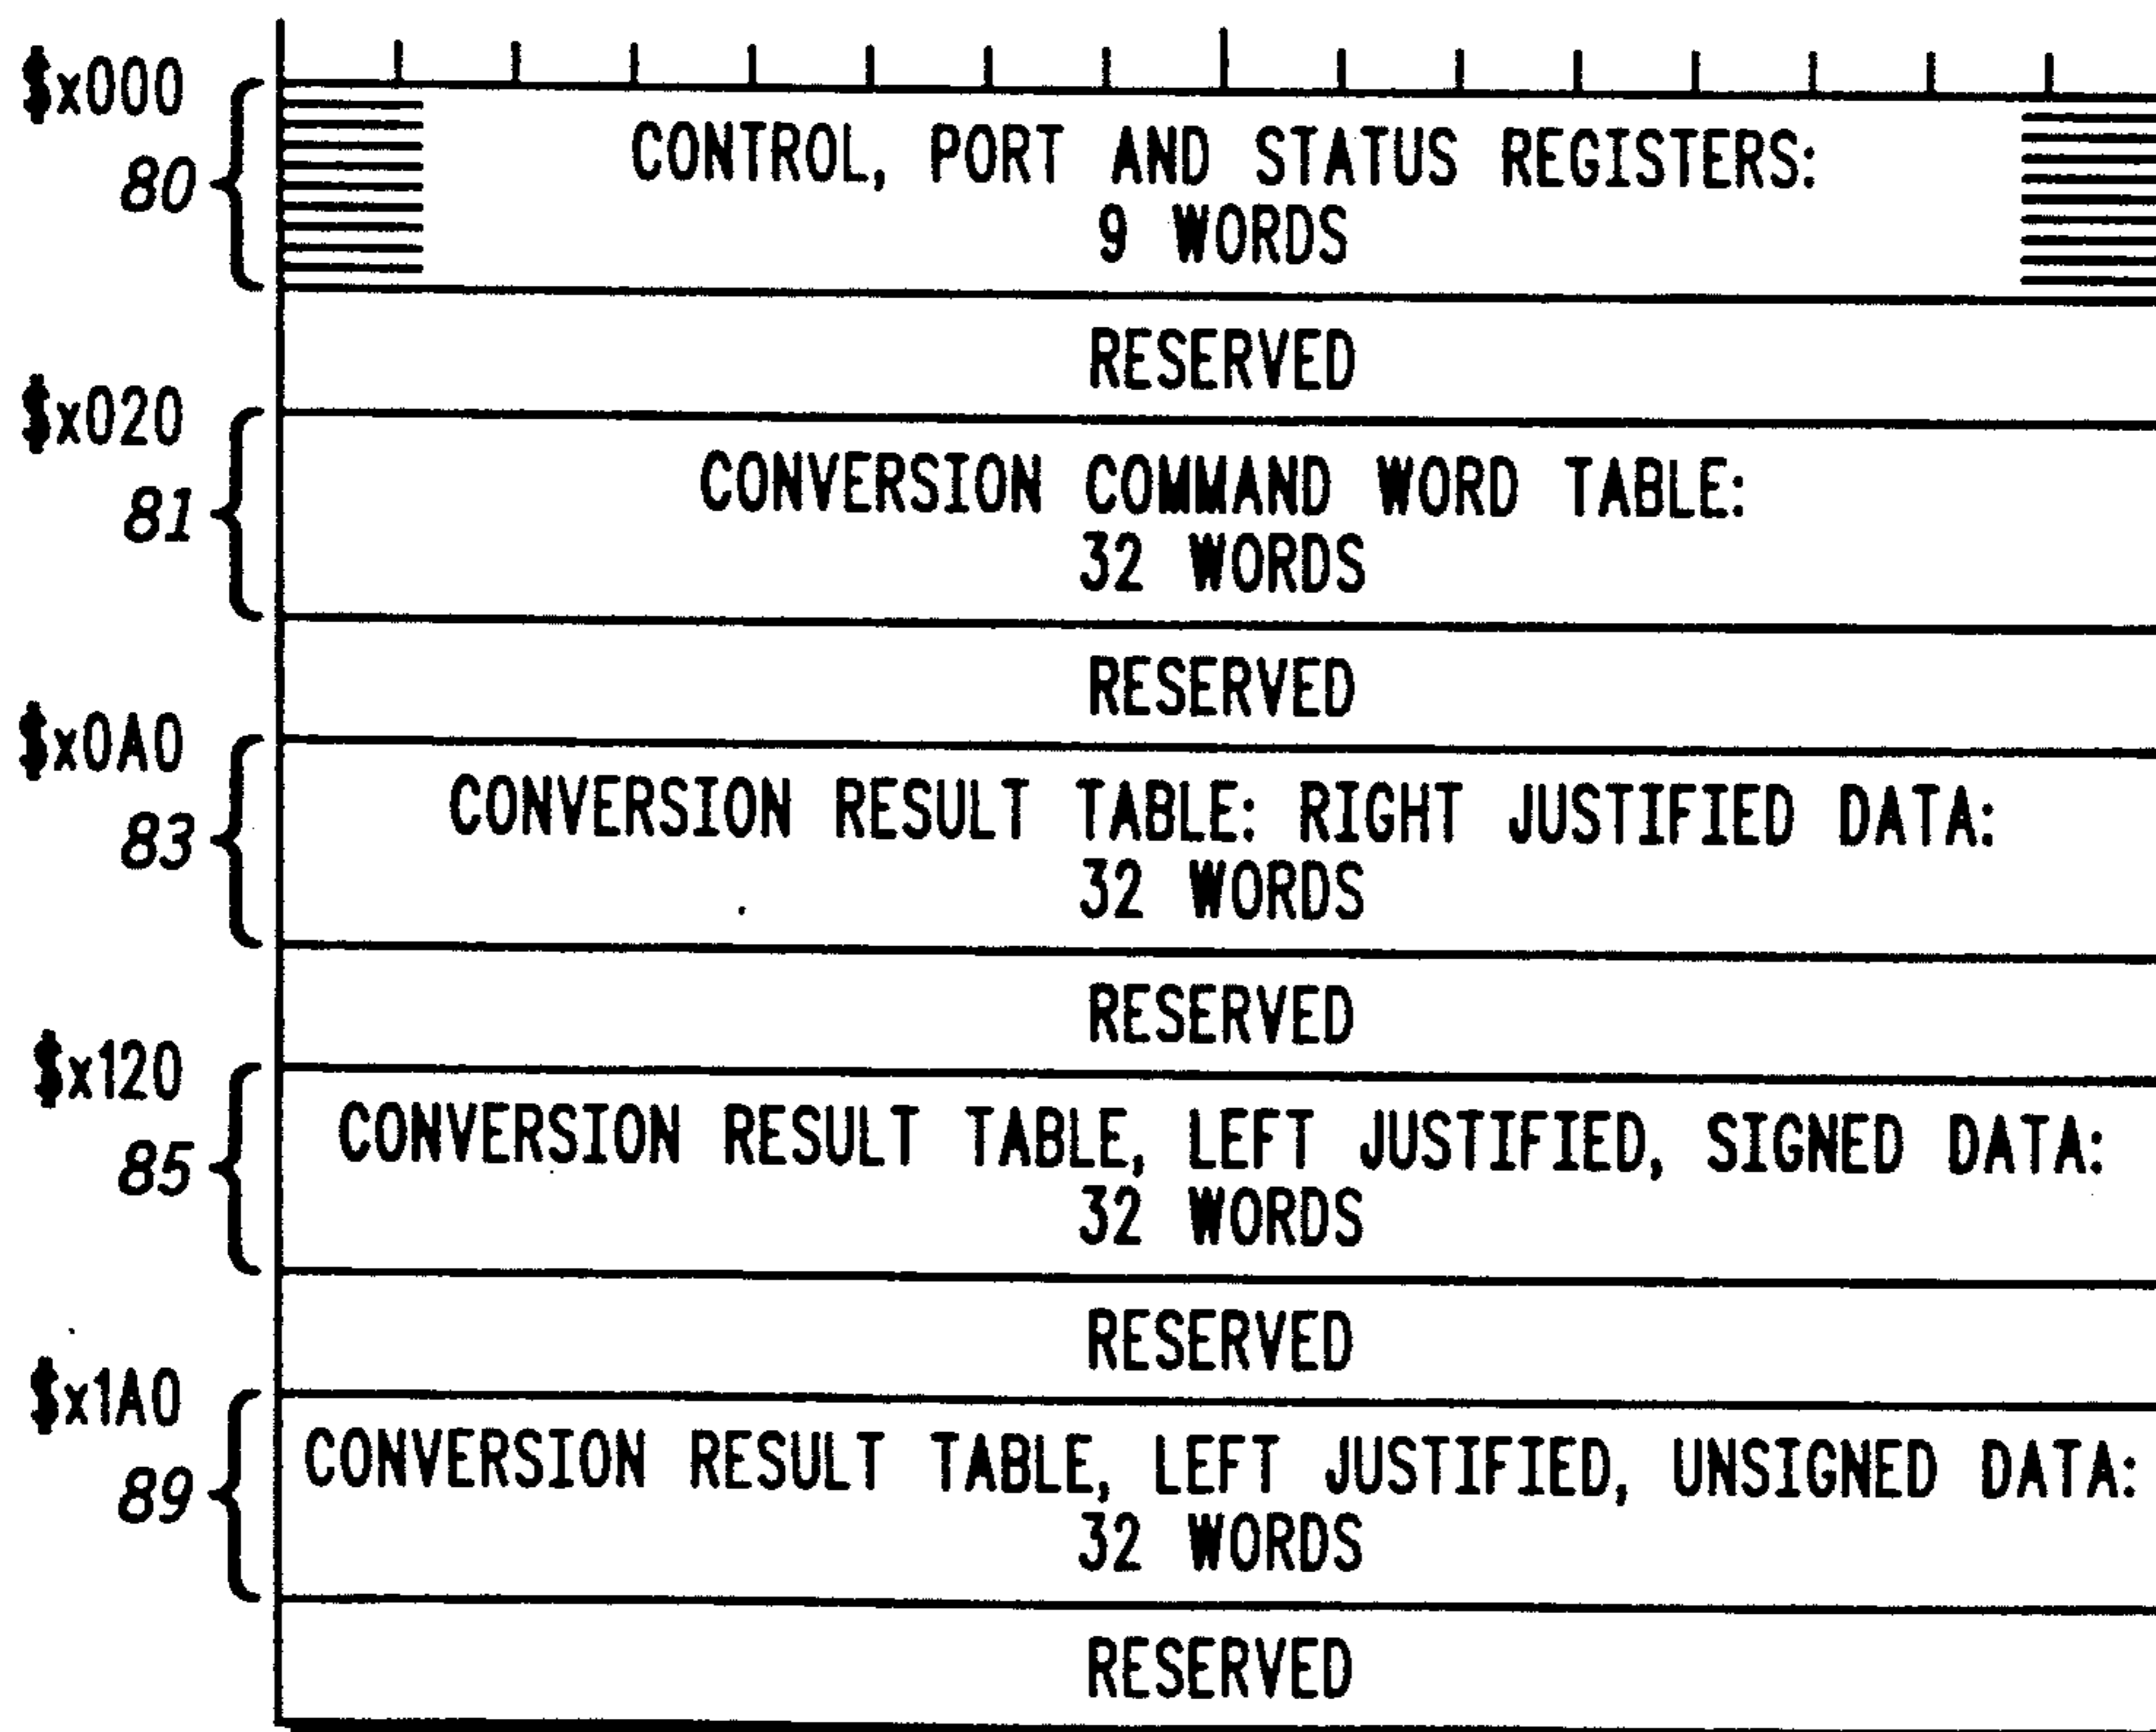 $x000
80
CONTROL, PORT AND STATUS REGISTERS:
9 WORDS
RESERVED
$x020
81
CONVERSION COMMAND WORD TABLE:
32 WORDS
RESERVED
$x0A0
83
CONVERSION RESULT TABLE: RIGHT JUSTIFIED DATA:
32 WORDS
RESERVED
$x120
85
CONVERSION RESULT TABLE, LEFT JUSTIFIED, SIGNED DATA:
32 WORDS
RESERVED
$x1A0
89
CONVERSION RESULT TABLE, LEFT JUSTIFIED, UNSIGNED DATA:
32 WORDS
RESERVED